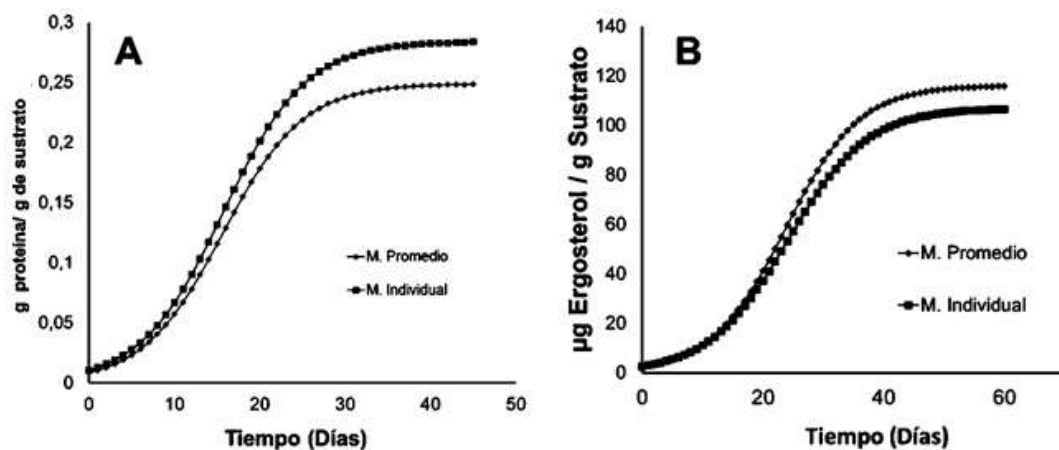 A
g proteína/ g de sustrato
0,3
0,25
0,2
0,15
0,1
0,05
0
0
10
20
30
40
50
Tiempo (Días)
M. Promedio
M. Individual
B
µg Ergosterol / g Sustrato
140
120
100
80
60
40
20
0
0
20
40
60
Tiempo (Días)
M. Promedio
M. Individual